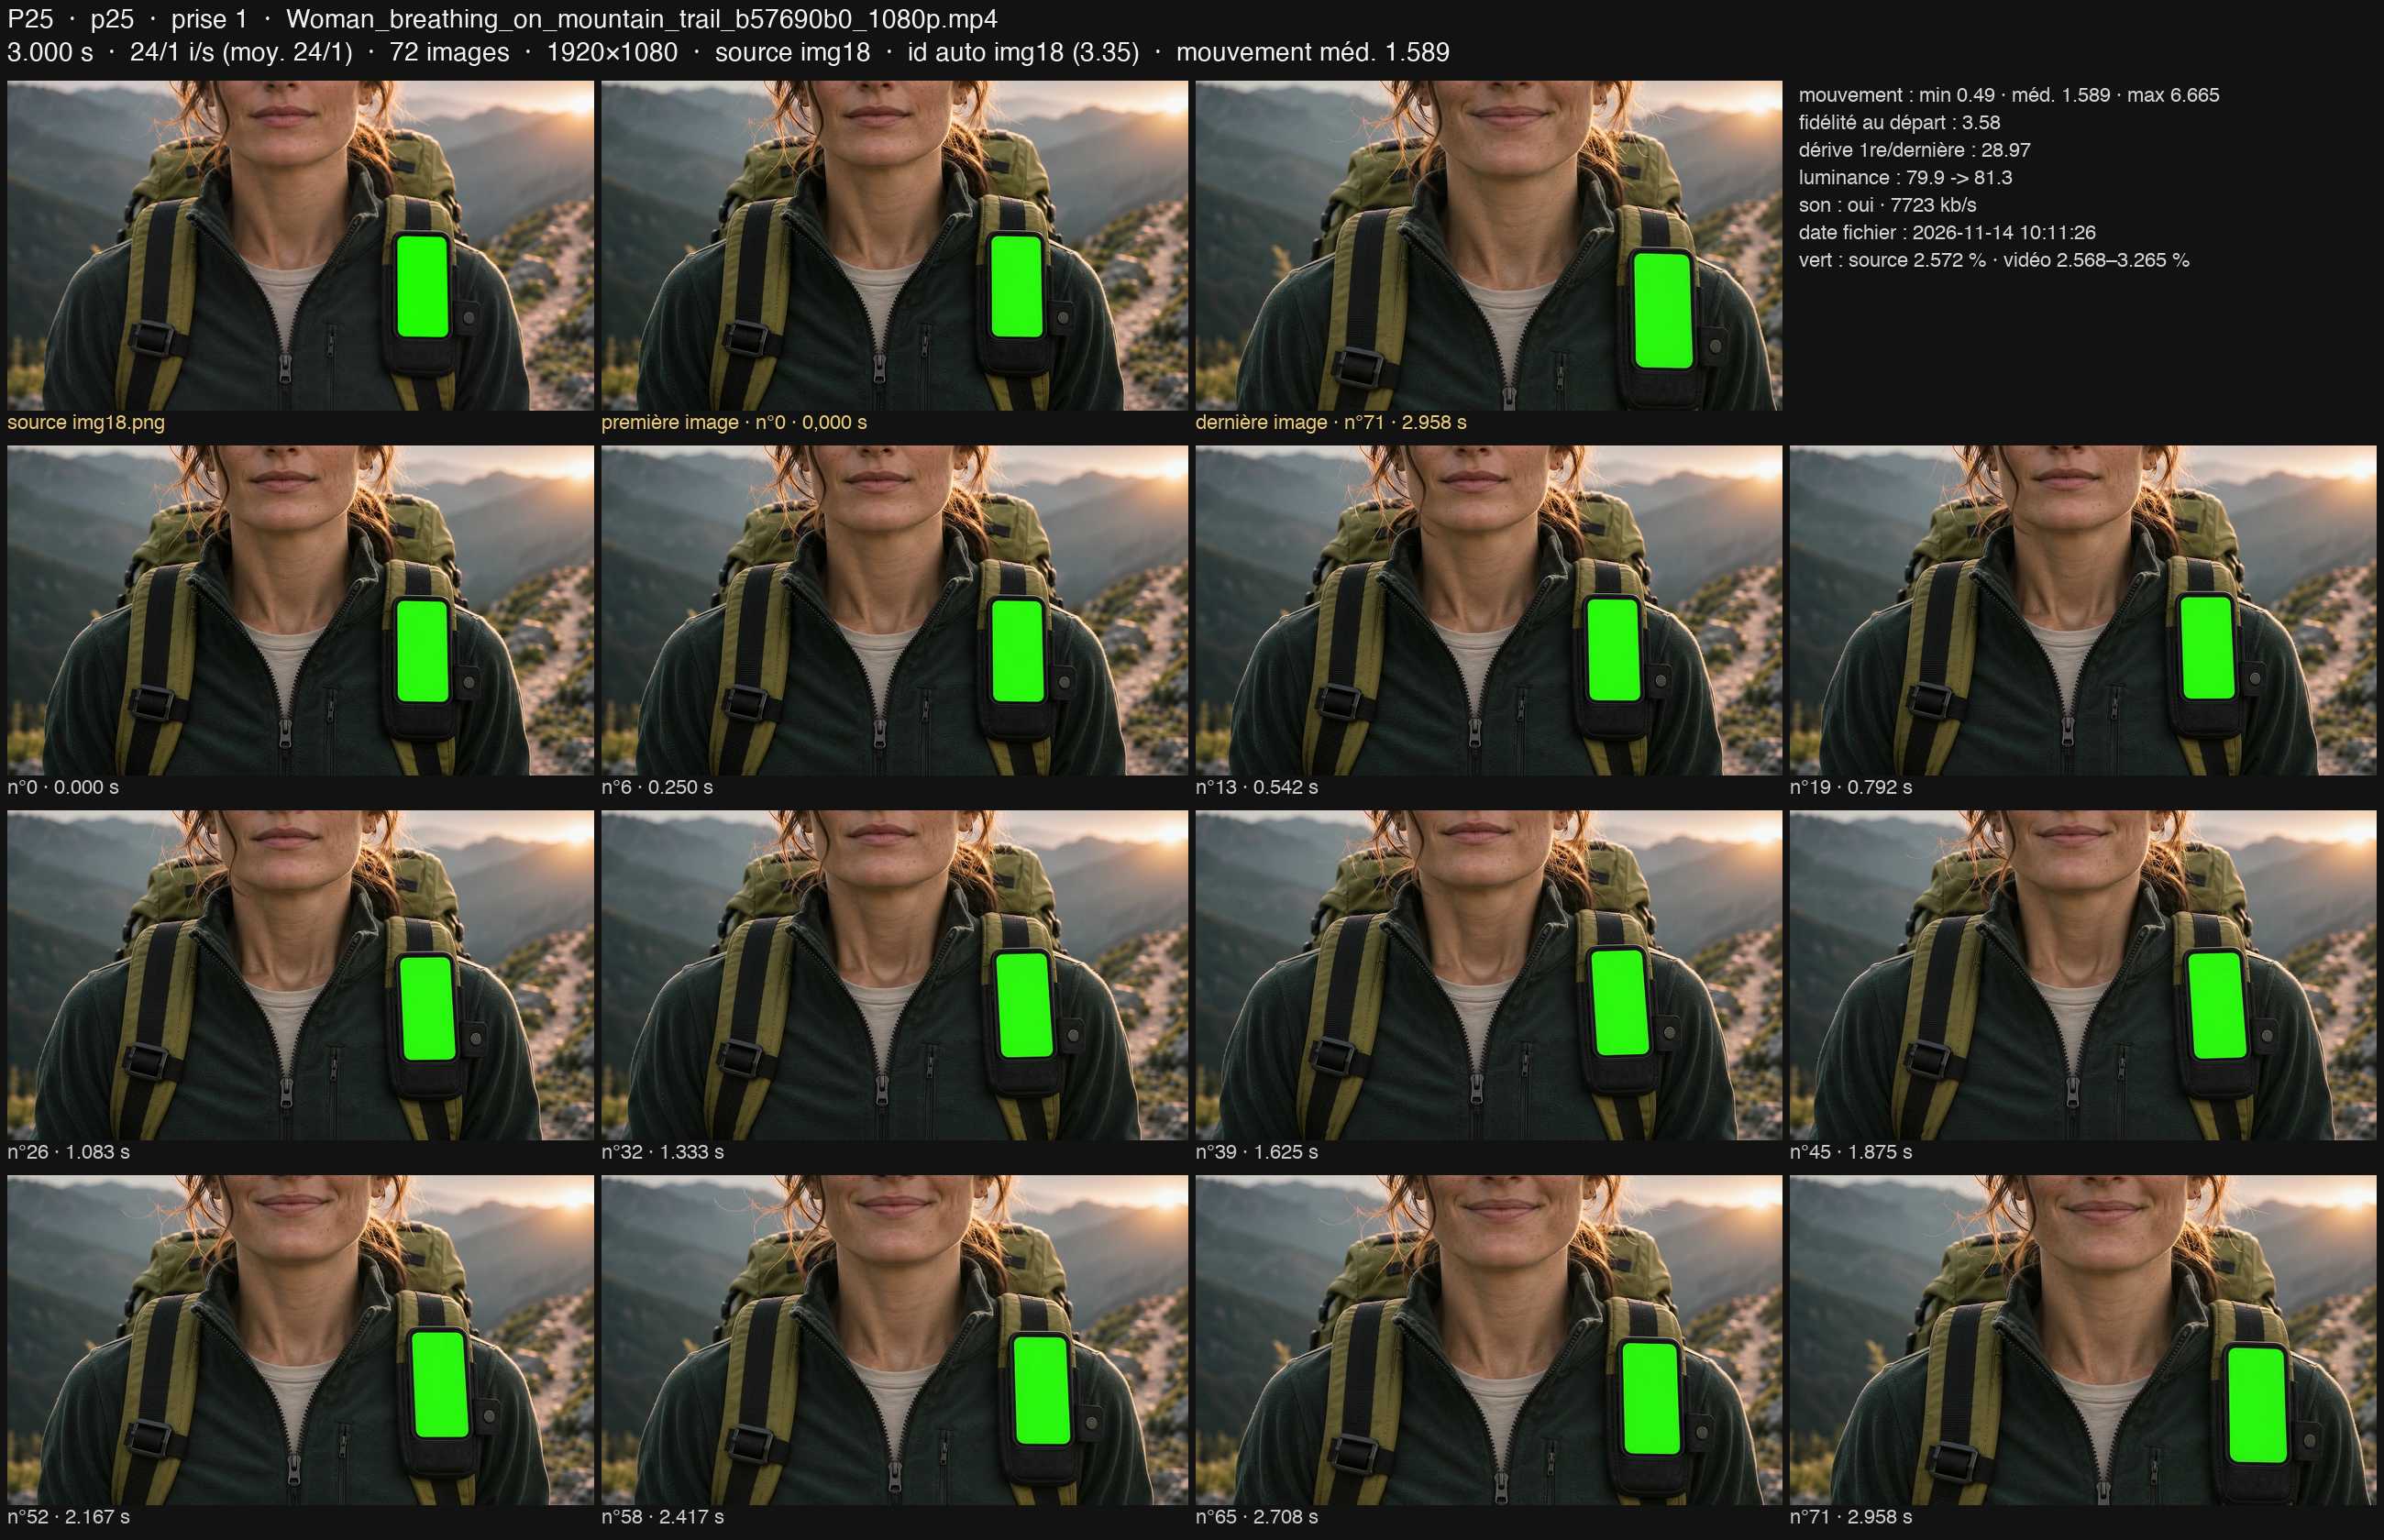 P25 · p25 · prise 1 · Woman_breathing_on_mountain_trail_b57690b0_1080p.mp4
3.000 s · 24/1 i/s (moy. 24/1) · 72 images · 1920×1080 · source img18 · id auto img18 (3.35) · mouvement méd. 1.589
mouvement : min 0.49 · méd. 1.589 · max 6.665
fidélité au départ : 3.58
dérive 1re/dernière : 28.97
luminance : 79.9 -> 81.3
son : oui · 7723 kb/s
date fichier : 2026-11-14 10:11:26
vert : source 2.572 % · vidéo 2.568–3.265 %
source img18.png
première image · n°0 · 0,000 s
dernière image · n°71 · 2.958 s
n°0 · 0.000 s
n°6 · 0.250 s
n°13 · 0.542 s
n°19 · 0.792 s
n°26 · 1.083 s
n°32 · 1.333 s
n°39 · 1.625 s
n°45 · 1.875 s
n°52 · 2.167 s
n°58 · 2.417 s
n°65 · 2.708 s
n°71 · 2.958 s